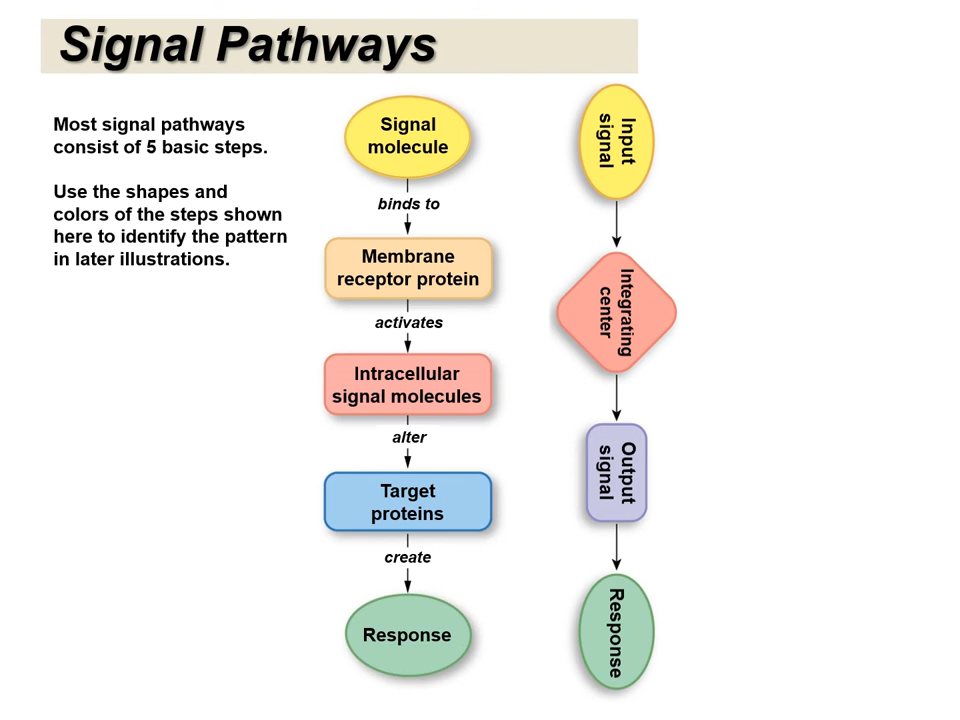 Signal Pathways
Most signal pathways
consist of 5 basic steps.
Use the shapes and
colors of the steps shown
here to identify the pattern
in later illustrations.
Signal
molecule
binds to
Membrane
receptor protein
activates
Intracellular
signal molecules
alter
Target
proteins
create
Response
Input
signal
Integrating
center
Output
signal
Response